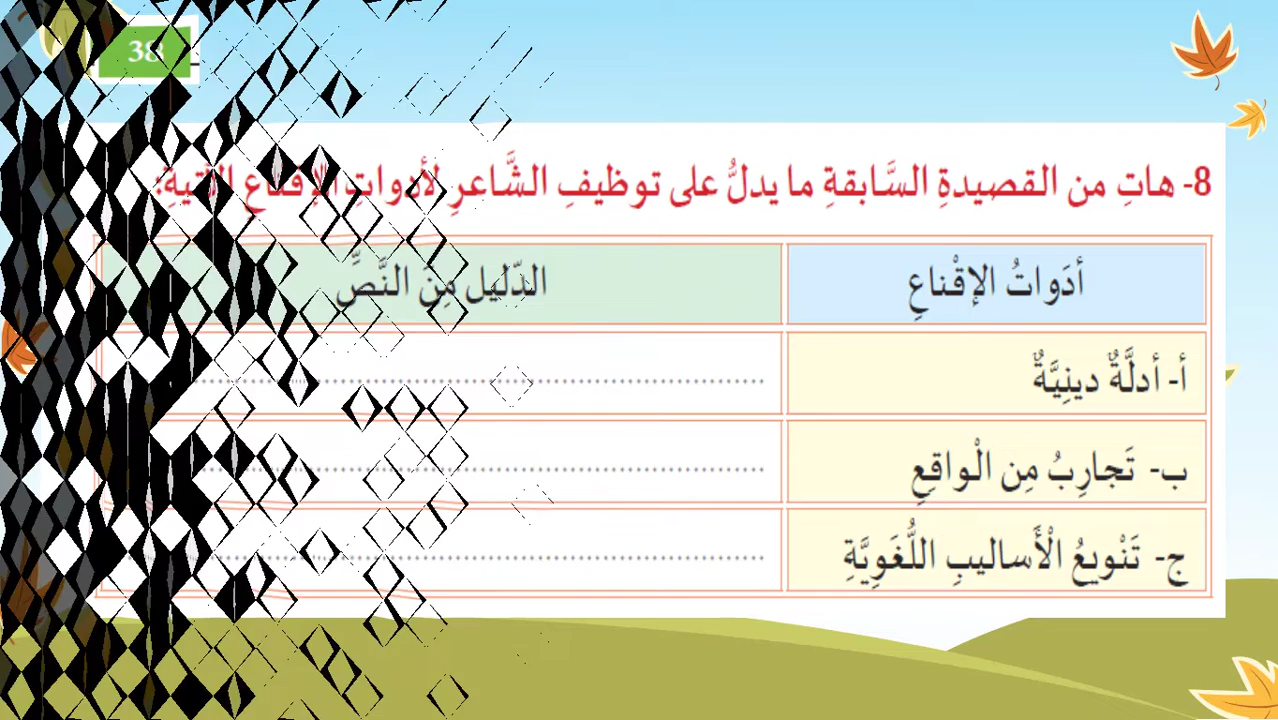 38
8- هاتِ من القصيدةِ السَّابقةِ ما يدلُّ على توظيفِ الشَّاعرِ لأدواتِ الإقناعِ الآتيةِ:
أدَواتُ الإقْناعِ
الدّليل مِنَ النَّصِّ
أ- أدلَّةٌ دينِيَّةٌ
ب- تَجارِبُ مِن الْواقِعِ
ج- تَنْويعُ الْأَساليبِ اللُّغَوِيَّةِ